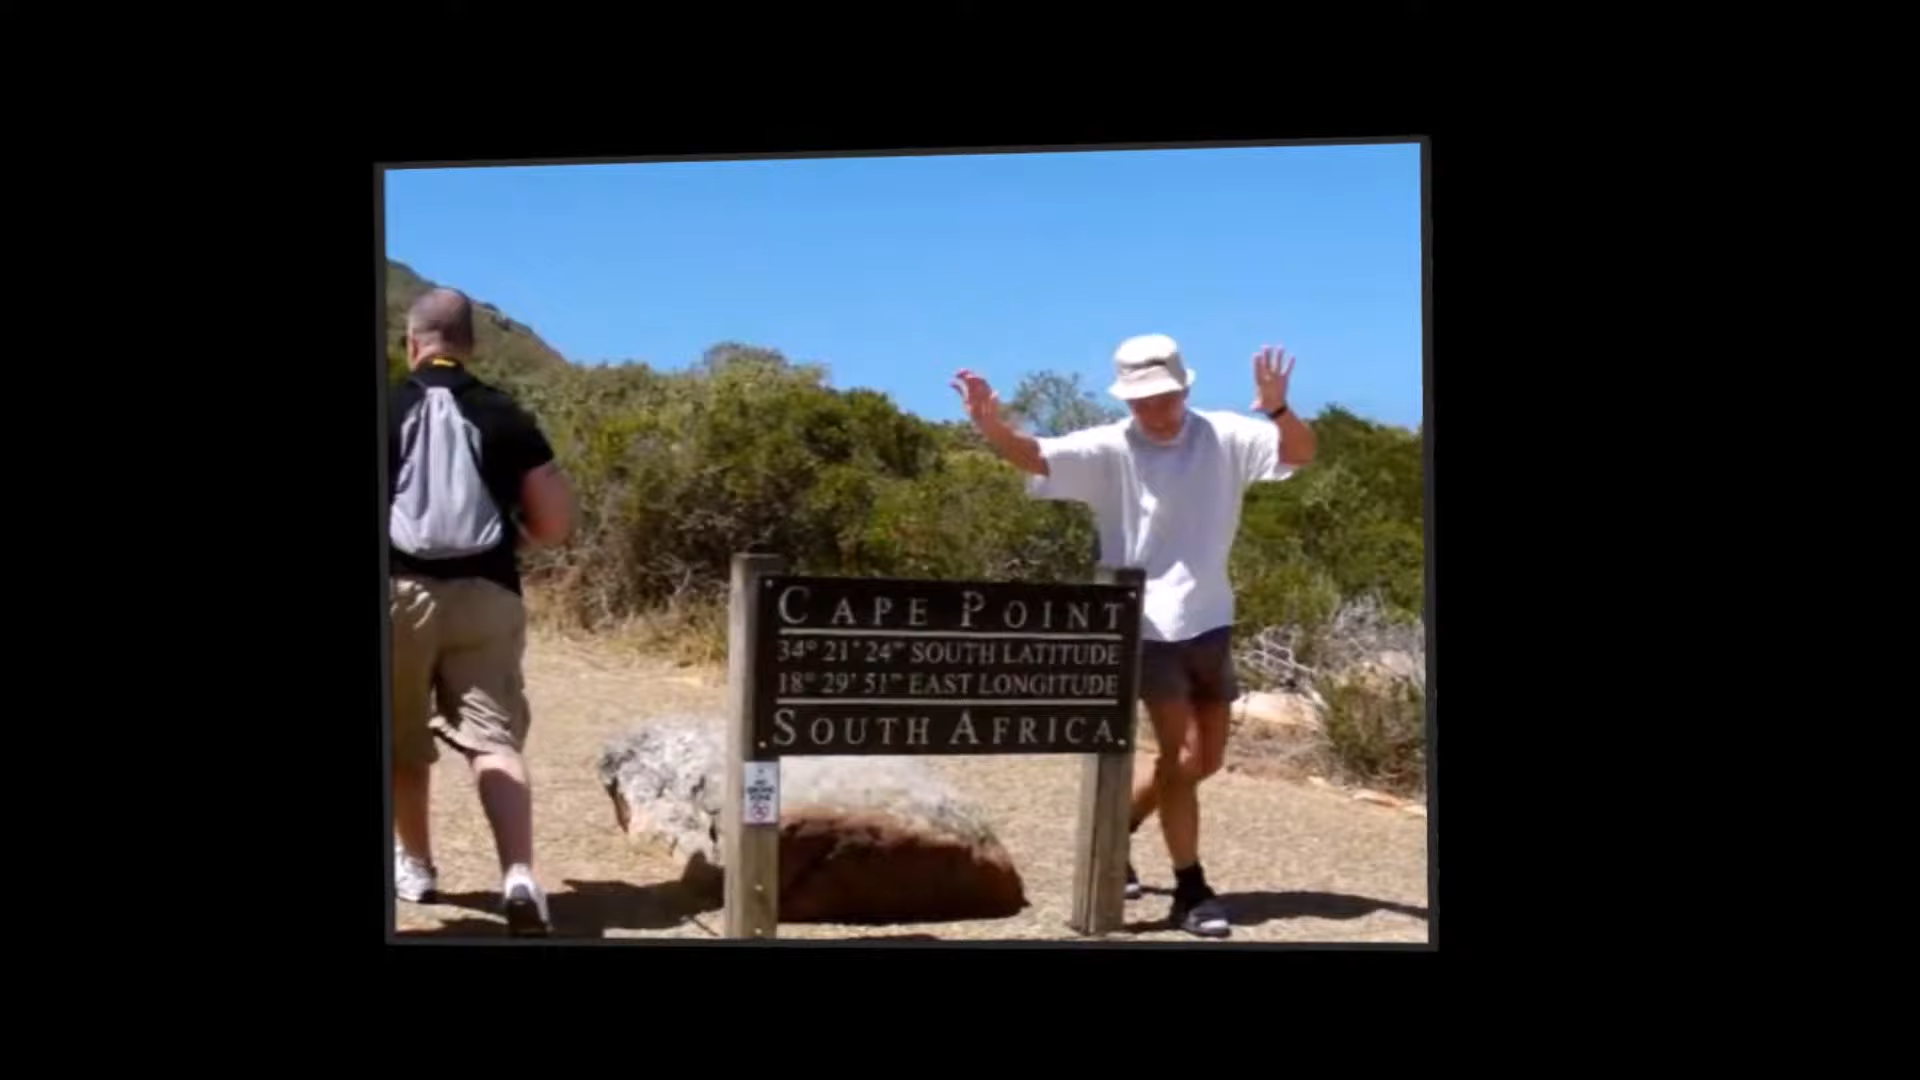 CAPE POINT
34° 21' 24" SOUTH LATITUDE
18° 29' 51" EAST LONGITUDE
SOUTH AFRICA